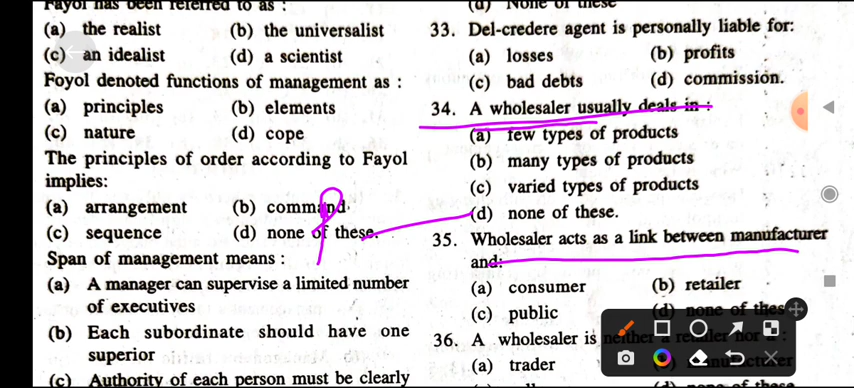 Fayol has been referred to as :
(a) the realist (b) the universalist
(c) an idealist (d) a scientist
Foyol denoted functions of management as :
(a) principles (b) elements
(c) nature (d) cope
The principles of order according to Fayol
implies:
(a) arrangement (b) command.
(c) sequence (d) none of these.
Span of management means :
(a) A manager can supervise a limited number
of executives
(b) Each subordinate should have one
superior
(c) Authority of each person must be clearly
(d) None of these
33. Del-credere agent is personally liable for:
(a) losses (b) profits
(c) bad debts (d) commission.
34. A wholesaler usually deals in :
(a) few types of products
(b) many types of products
(c) varied types of products
(d) none of these.
35. Wholesaler acts as a link between manufacturer
and:
(a) consumer (b) retailer
(c) public (d) none of thes
36. A wholesaler is neither a retailer nor a :
(a) trader